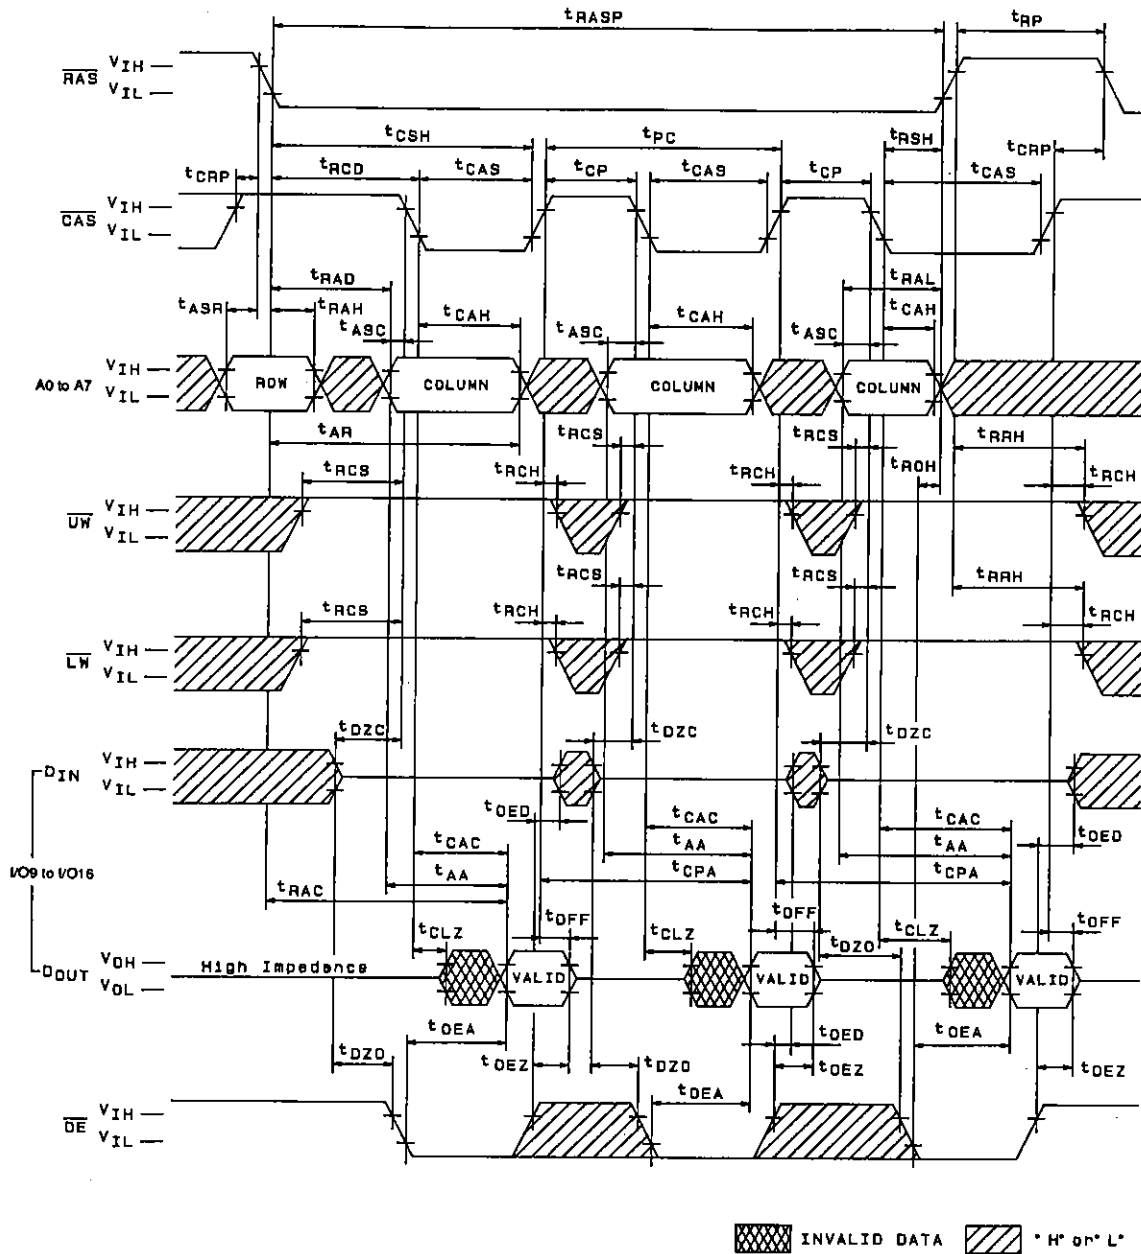 tRASP tRP
RAS VIH
VIL
tCSH tPC tRSH
tCRP tRCD tCAS tCP tCAS tCP tCRP tCAS
CAS VIH
VIL
tRAD tRAL
tASR tRAH tASC tCAH tASC tCAH tASC tCAH
A0 to A7 VIH
VIL
ROW COLUMN COLUMN COLUMN
tAR tRCS tRCS tRRH
tRCS tRCH tRCH tROH tRCH
UW VIH
VIL
tRCS tRCS tRRH
tRCS tRCH tRCH tRCH
LW VIH
VIL
tDZC tDZC tDZC
DIN VIH
VIL
tOED tCAC tCAC tOED
tCAC tAA tAA
I/O9 to I/O16
tAA tCPA tCPA
tRAC tOFF tOFF tOFF
tCLZ tCLZ tDZO tCLZ
DOUT VOH
VOL
High Impedance VALID VALID VALID
tOEA tOED tOEA
tDZO tOEZ tDZO tOEZ tOEZ
tOEA
OE VIH
VIL
INVALID DATA "H" or "L"